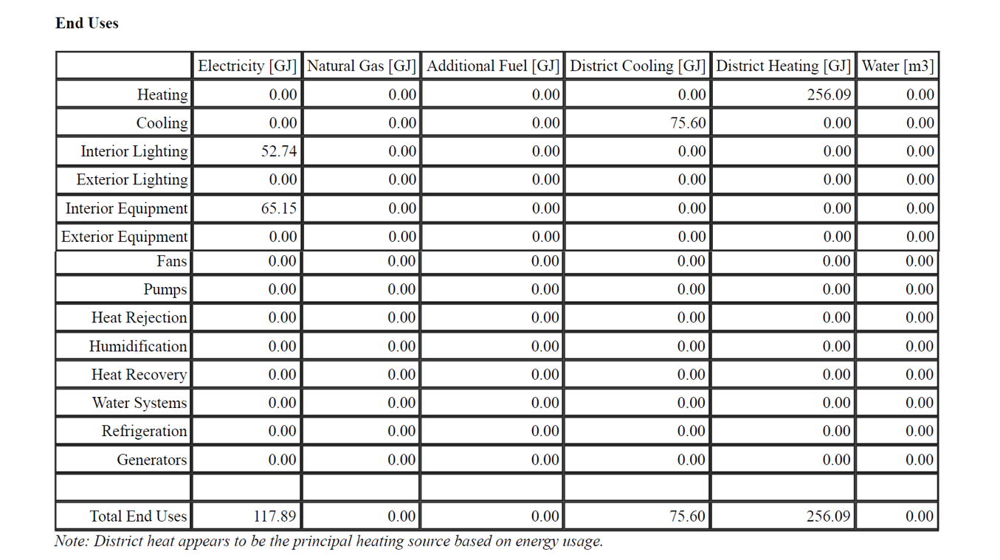 End Uses
Electricity [GJ] Natural Gas [GJ] Additional Fuel [GJ] District Cooling [GJ] District Heating [GJ] Water [m3]
Heating 0.00 0.00 0.00 0.00 256.09 0.00
Cooling 0.00 0.00 0.00 75.60 0.00 0.00
Interior Lighting 52.74 0.00 0.00 0.00 0.00 0.00
Exterior Lighting 0.00 0.00 0.00 0.00 0.00 0.00
Interior Equipment 65.15 0.00 0.00 0.00 0.00 0.00
Exterior Equipment 0.00 0.00 0.00 0.00 0.00 0.00
Fans 0.00 0.00 0.00 0.00 0.00 0.00
Pumps 0.00 0.00 0.00 0.00 0.00 0.00
Heat Rejection 0.00 0.00 0.00 0.00 0.00 0.00
Humidification 0.00 0.00 0.00 0.00 0.00 0.00
Heat Recovery 0.00 0.00 0.00 0.00 0.00 0.00
Water Systems 0.00 0.00 0.00 0.00 0.00 0.00
Refrigeration 0.00 0.00 0.00 0.00 0.00 0.00
Generators 0.00 0.00 0.00 0.00 0.00 0.00
Total End Uses 117.89 0.00 0.00 75.60 256.09 0.00
Note: District heat appears to be the principal heating source based on energy usage.